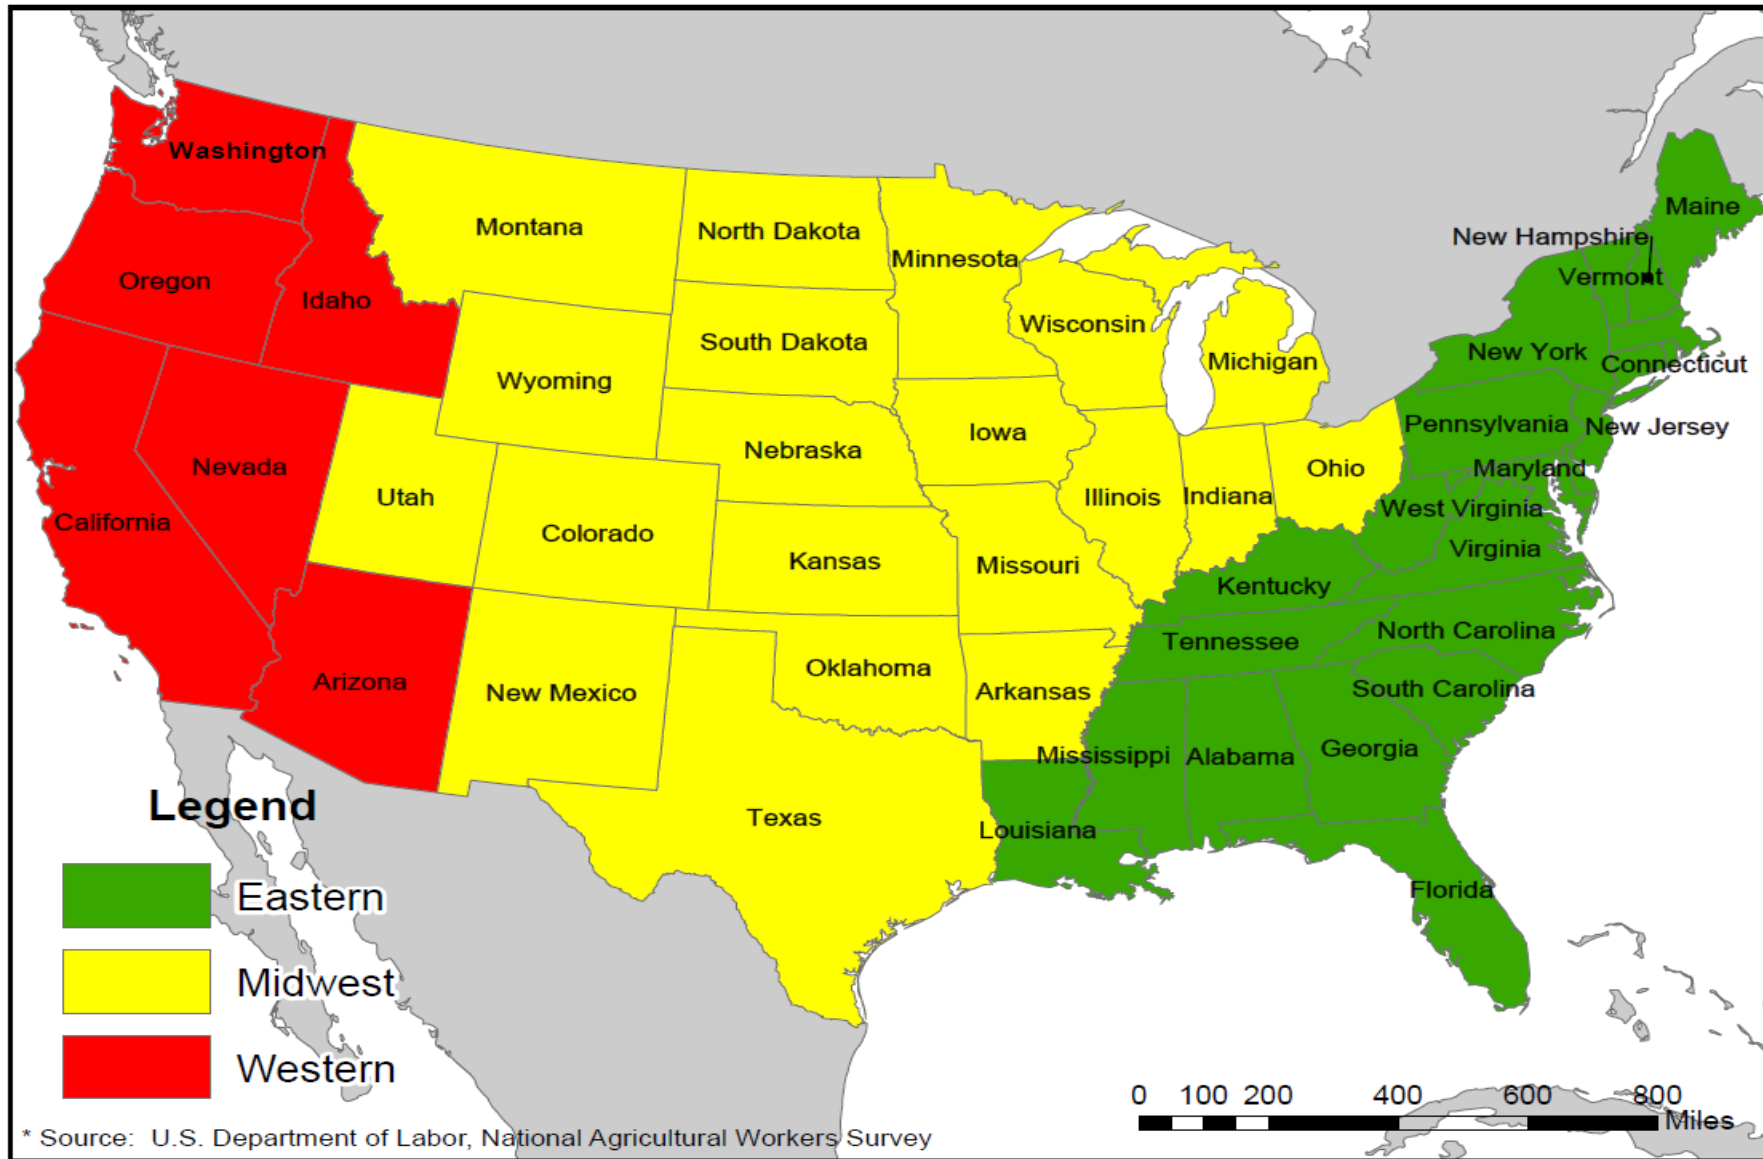 Washington
Maine
Montana
North Dakota
New Hampshire
Minnesota
Vermont
Oregon
Idaho
Wisconsin
South Dakota
New York
Michigan
Connecticut
Wyoming
Pennsylvania
New Jersey
Iowa
Nebraska
Nevada
Ohio
Maryland
Utah
Illinois
Indiana
West Virginia
California
Colorado
Virginia
Kansas
Missouri
Kentucky
North Carolina
Tennessee
Oklahoma
Arizona
New Mexico
Arkansas
South Carolina
Georgia
Mississippi
Alabama
Texas
Louisiana
Florida
Legend
Eastern
Midwest
Western
0 100 200 400 600 800
Miles
* Source: U.S. Department of Labor, National Agricultural Workers Survey